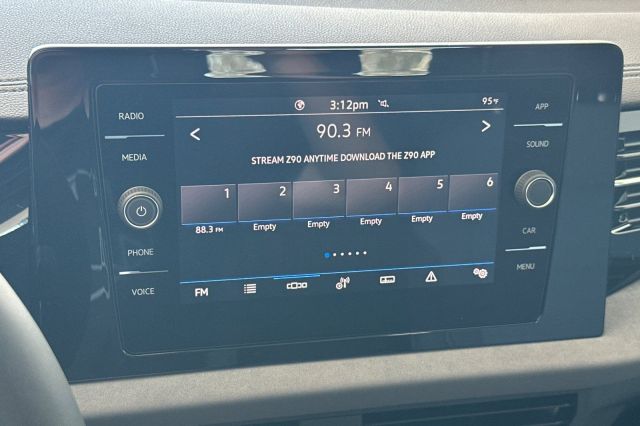 RADIO
MEDIA
PHONE
VOICE
3:12pm
95°F
< 90.3 FM >
STREAM Z90 ANYTIME DOWNLOAD THE Z90 APP
1 2 3 4 5 6
88.3 FM Empty Empty Empty Empty Empty
FM
APP
SOUND
CAR
MENU